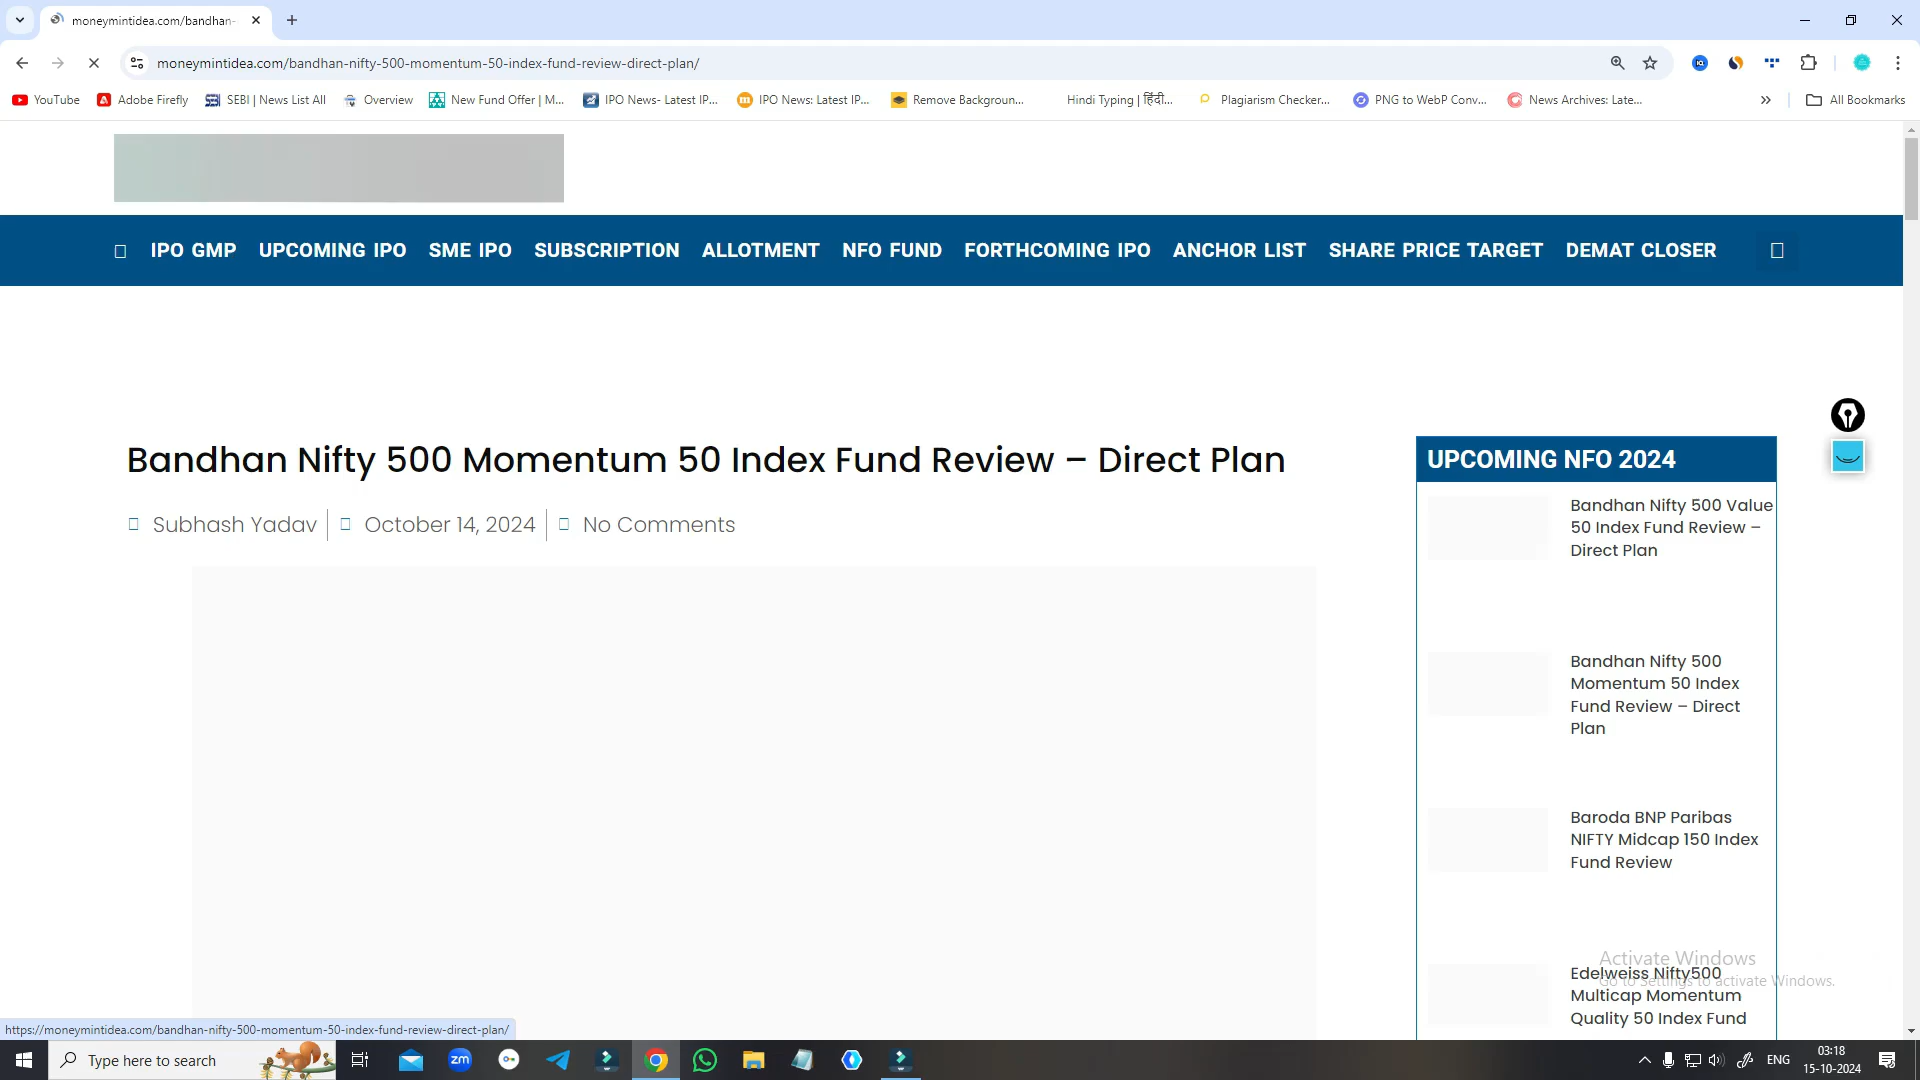 moneymintidea.com/bandhan-
moneymintidea.com/bandhan-nifty-500-momentum-50-index-fund-review-direct-plan/
YouTube
Adobe Firefly
SEBI | News List All
Overview
New Fund Offer | M...
IPO News- Latest IP...
IPO News: Latest IP...
Remove Backgroun...
Hindi Typing | हिंदी...
Plagiarism Checker...
PNG to WebP Conv...
News Archives: Late...
All Bookmarks
IPO GMP UPCOMING IPO SME IPO SUBSCRIPTION ALLOTMENT NFO FUND FORTHCOMING IPO ANCHOR LIST SHARE PRICE TARGET DEMAT CLOSER
Bandhan Nifty 500 Momentum 50 Index Fund Review – Direct Plan
Subhash Yadav October 14, 2024 No Comments
UPCOMING NFO 2024
Bandhan Nifty 500 Value
50 Index Fund Review –
Direct Plan
Bandhan Nifty 500
Momentum 50 Index
Fund Review – Direct
Plan
Baroda BNP Paribas
NIFTY Midcap 150 Index
Fund Review
Edelweiss Nifty500
Multicap Momentum
Quality 50 Index Fund
Activate Windows
Go to Settings to activate Windows.
https://moneymintidea.com/bandhan-nifty-500-momentum-50-index-fund-review-direct-plan/
Type here to search
zm
ENG
03:18
15-10-2024